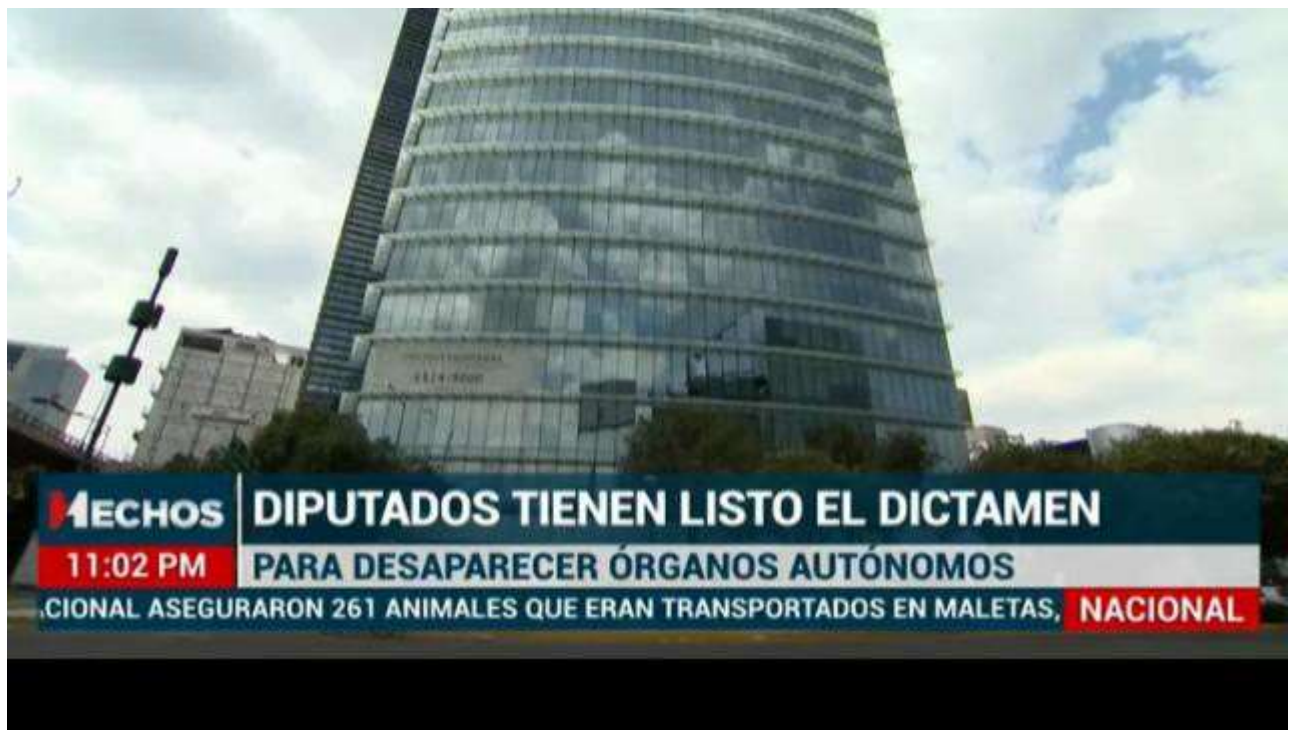 HECHOS
DIPUTADOS TIENEN LISTO EL DICTAMEN
11:02 PM
PARA DESAPARECER ÓRGANOS AUTÓNOMOS
CIONAL ASEGURARON 261 ANIMALES QUE ERAN TRANSPORTADOS EN MALETAS,
NACIONAL